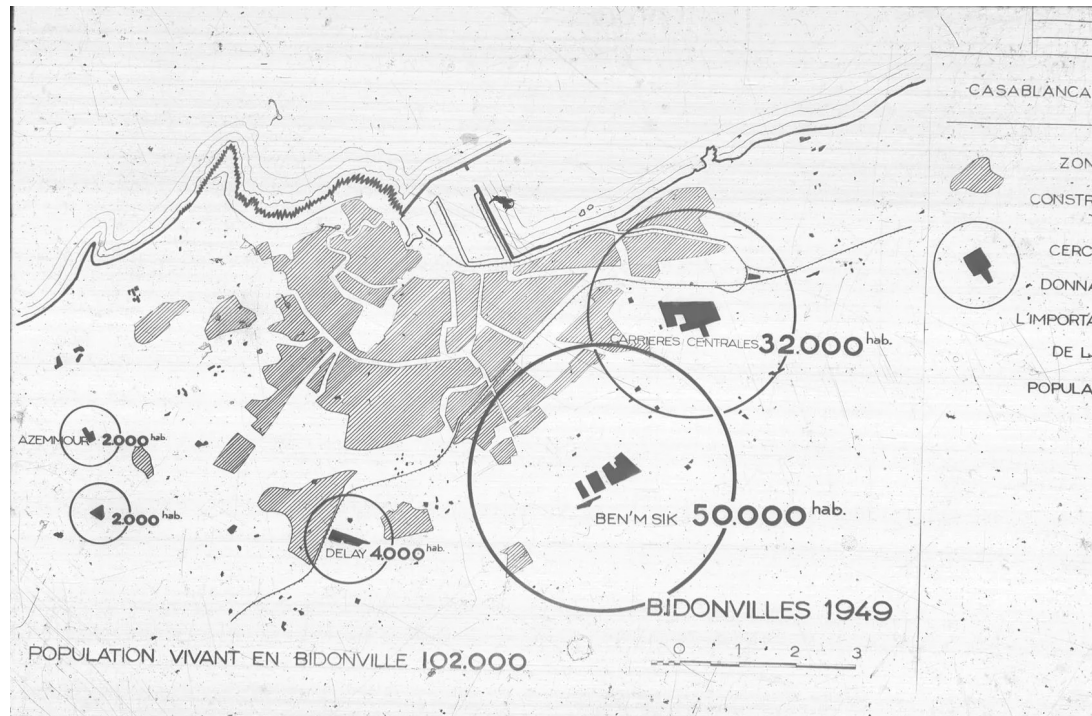 CASABLANCA
ZON
CONSTR
CERC
DONNA
L'IMPORTA
DE L
POPULA
CARRIERES CENTRALES 32.000 hab.
AZEMMOUR 2.000 hab.
2.000 hab.
BEN'M SIK 50.000 hab.
DELAY 4.000 hab.
BIDONVILLES 1949
POPULATION VIVANT EN BIDONVILLE 102.000
0 1 2 3